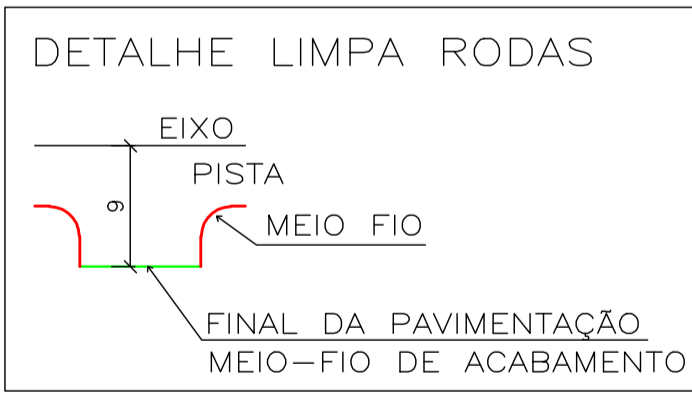 DETALHE LIMPA RODAS
EIXO
PISTA
9
MEIO FIO
FINAL DA PAVIMENTAÇÃO
MEIO-FIO DE ACABAMENTO